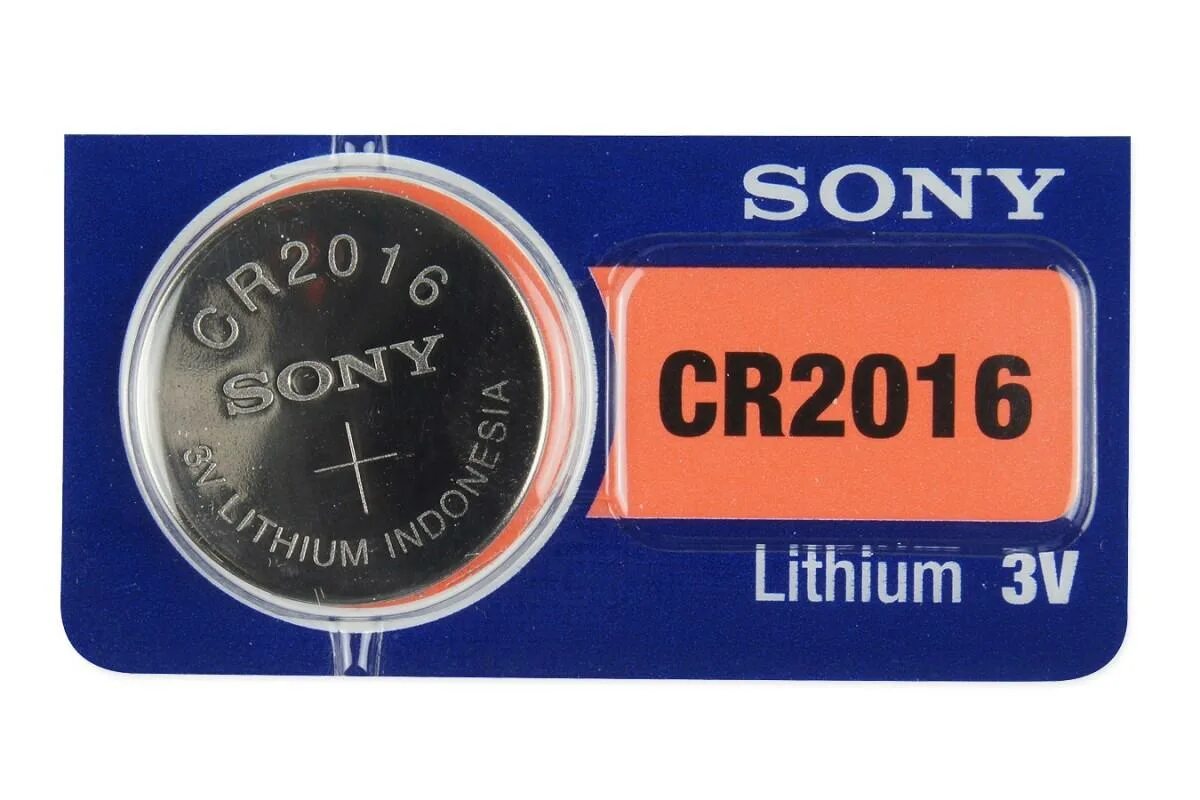 CR2016
SONY
+
3V LITHIUM INDONESIA
SONY
CR2016
Lithium 3V